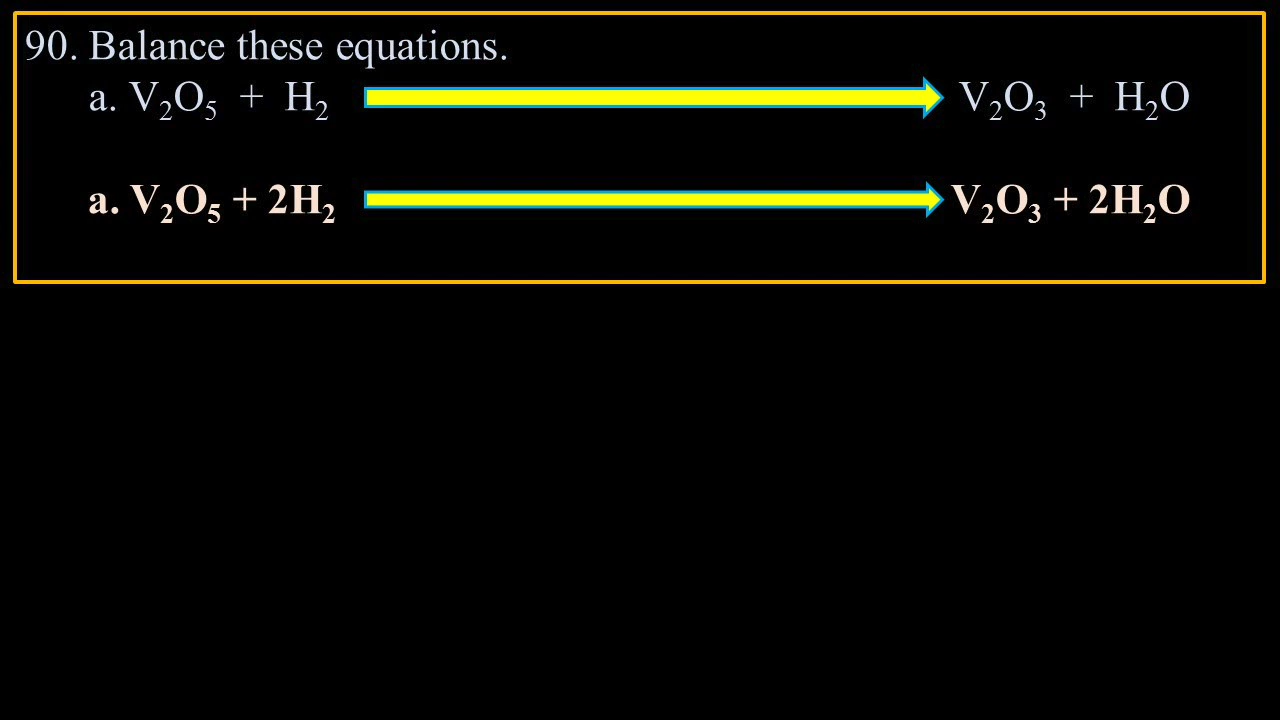 90. Balance these equations.
a. V₂O₅ + H₂ V₂O₃ + H₂O
a. V₂O₅ + 2H₂ V₂O₃ + 2H₂O